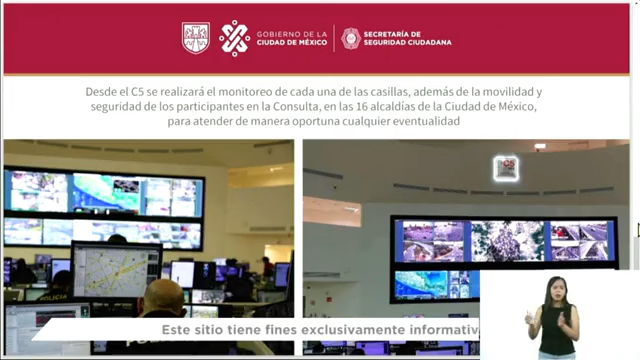 GOBIERNO DE LA
CIUDAD DE MÉXICO
SECRETARÍA DE
SEGURIDAD CIUDADANA
Desde el C5 se realizará el monitoreo de cada una de las casillas, además de la movilidad y
seguridad de los participantes en la Consulta, en las 16 alcaldías de la Ciudad de México,
para atender de manera oportuna cualquier eventualidad
C5
POLICIA
Este sitio tiene fines exclusivamente informativ